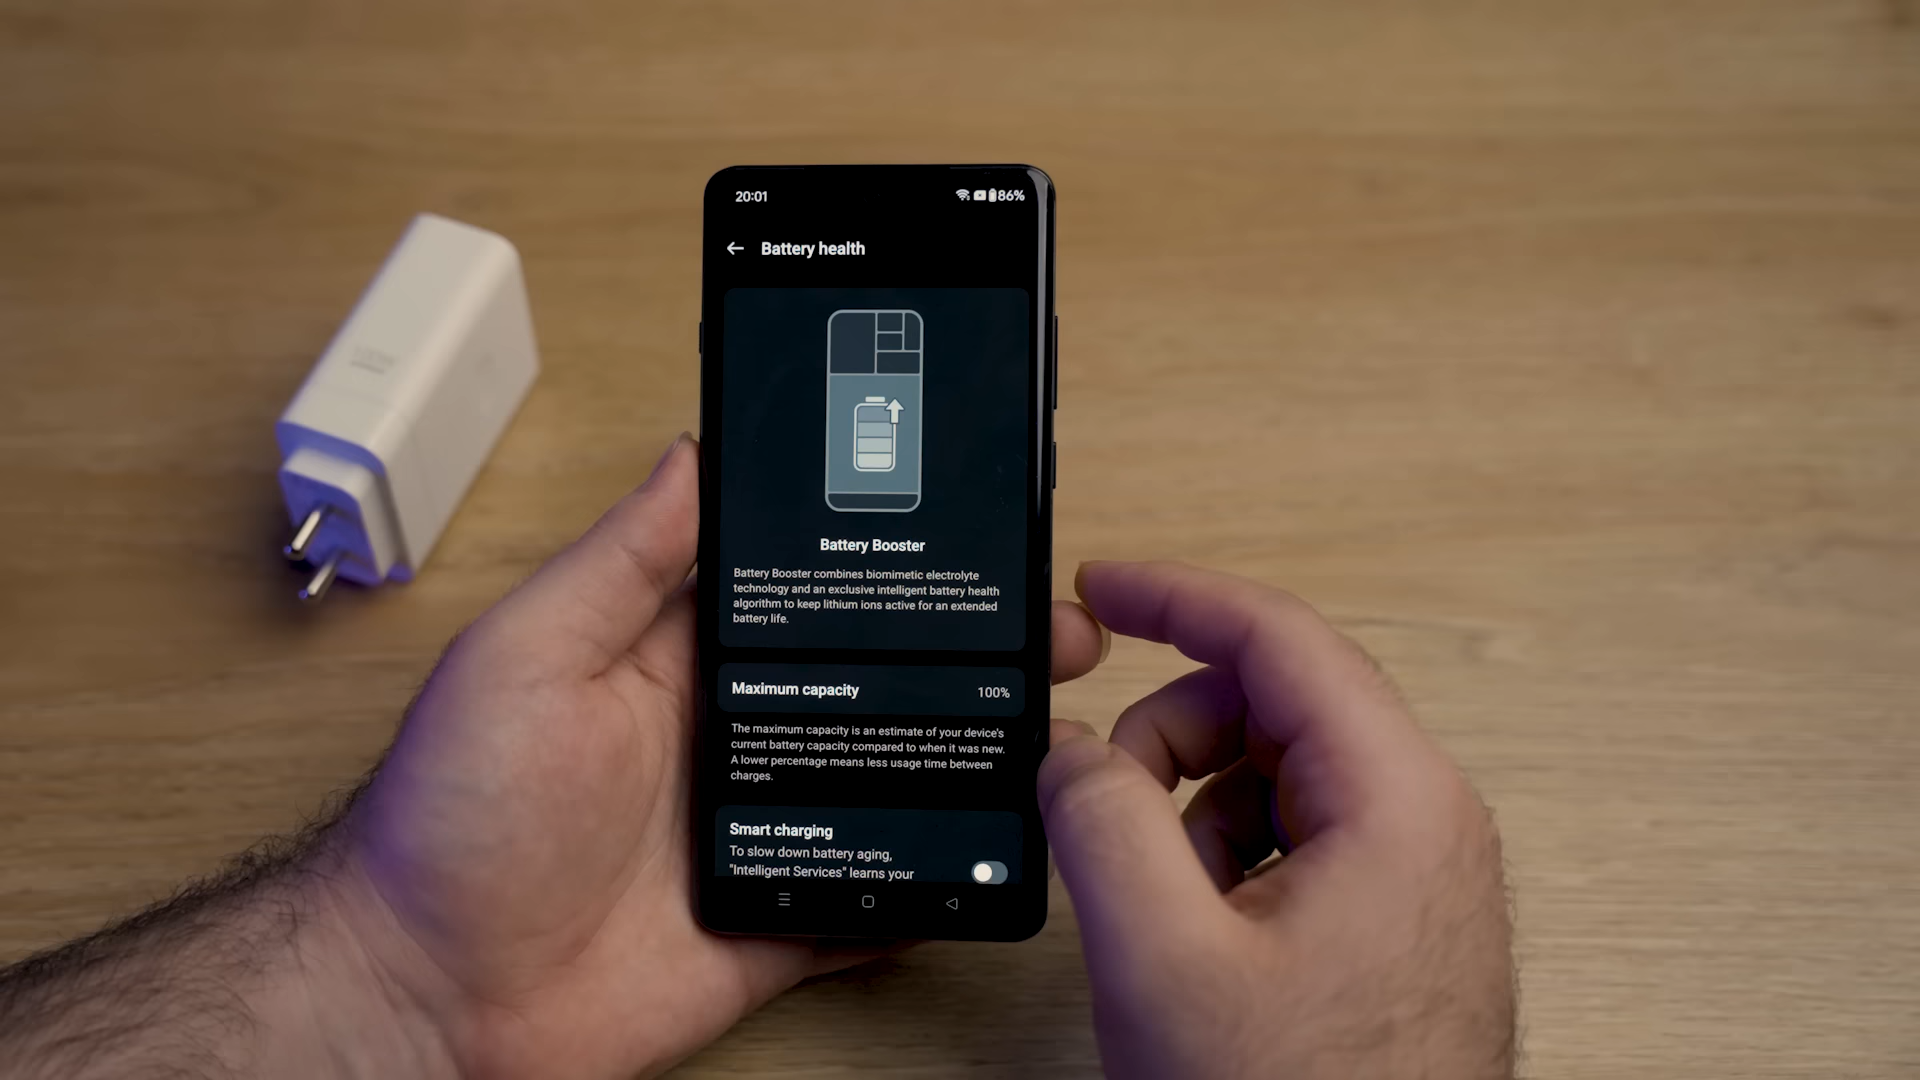 20:01
86%
Battery health
Battery Booster
Battery Booster combines biomimetic electrolyte
technology and an exclusive intelligent battery health
algorithm to keep lithium ions active for an extended
battery life.
Maximum capacity 100%
The maximum capacity is an estimate of your device's
current battery capacity compared to when it was new.
A lower percentage means less usage time between
charges.
Smart charging
To slow down battery aging,
"Intelligent Services" learns your